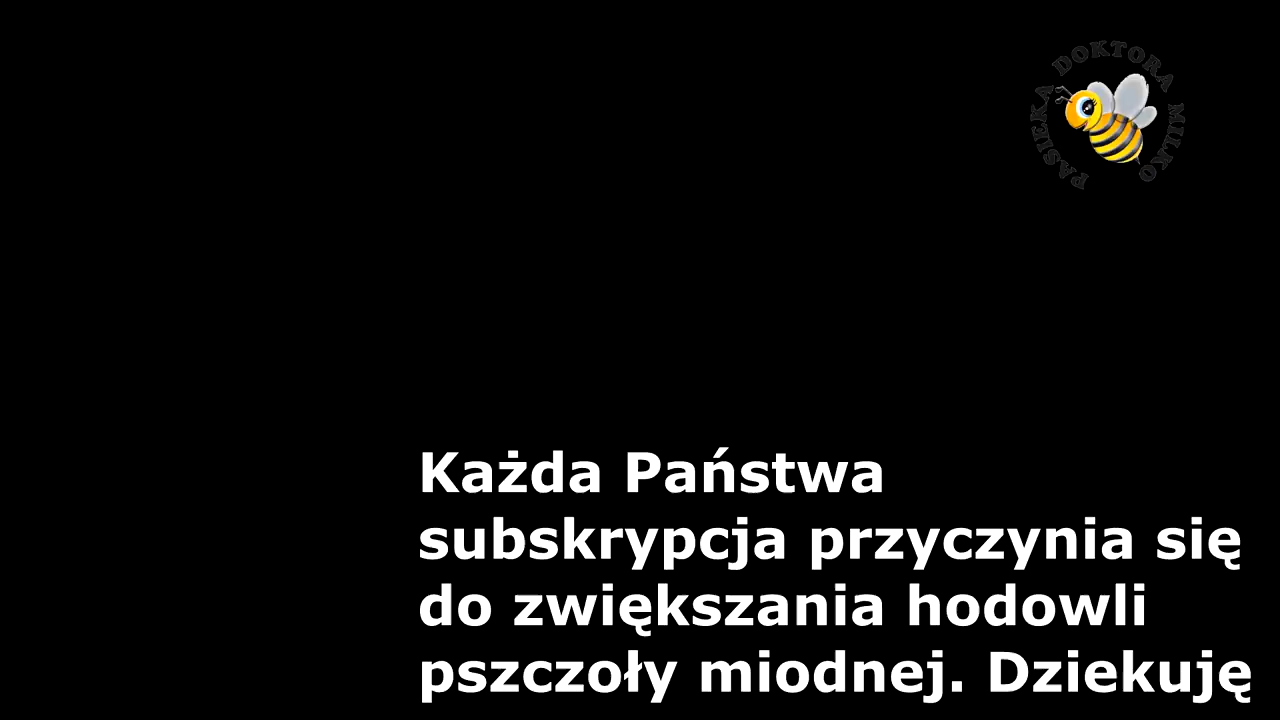 PASIEKA DOKTORA MILKO
Każda Państwa
subskrypcja przyczynia się
do zwiększania hodowli
pszczoły miodnej. Dziekuję